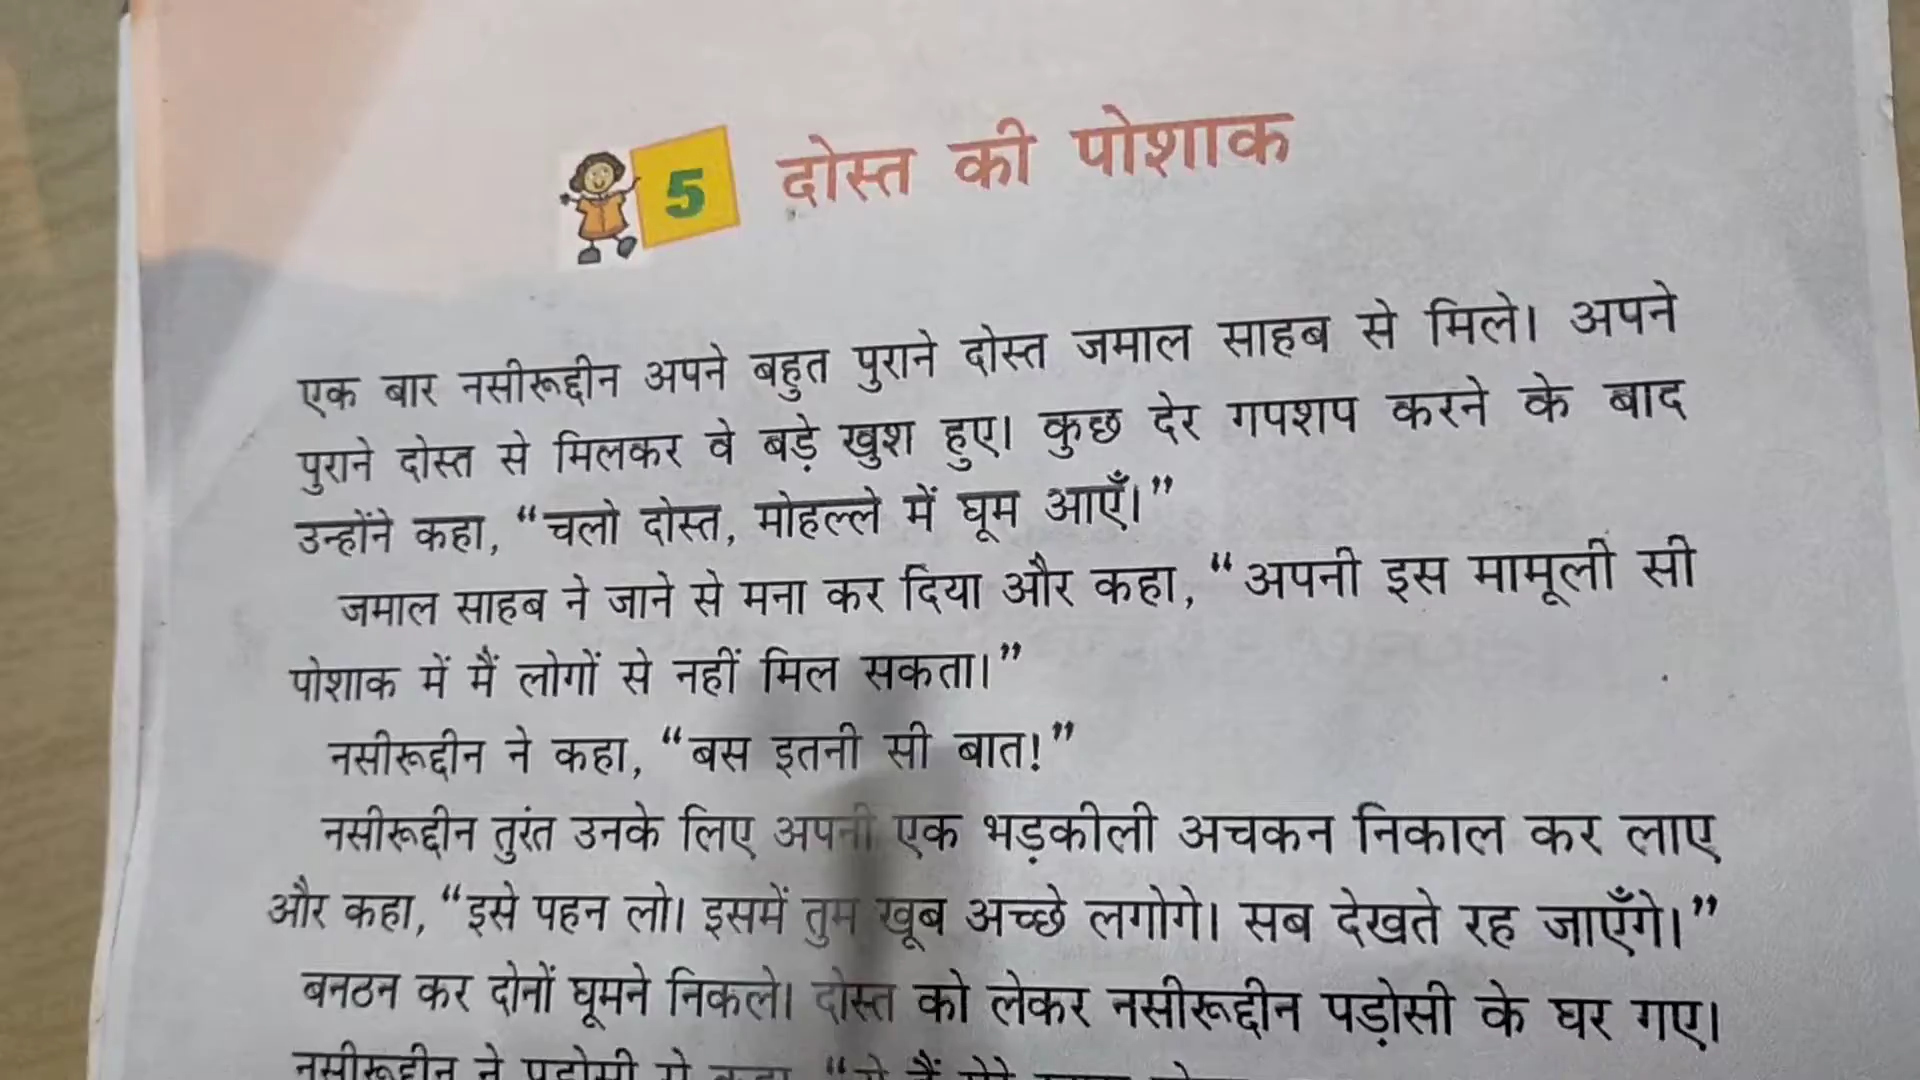 5 दोस्त की पोशाक
एक बार नसीरूद्दीन अपने बहुत पुराने दोस्त जमाल साहब से मिले। अपने
पुराने दोस्त से मिलकर वे बड़े खुश हुए। कुछ देर गपशप करने के बाद
उन्होंने कहा, “चलो दोस्त, मोहल्ले में घूम आएँ।”
जमाल साहब ने जाने से मना कर दिया और कहा, “अपनी इस मामूली सी
पोशाक में मैं लोगों से नहीं मिल सकता।”
नसीरूद्दीन ने कहा, “बस इतनी सी बात!”
नसीरूद्दीन तुरंत उनके लिए अपनी एक भड़कीली अचकन निकाल कर लाए
और कहा, “इसे पहन लो। इसमें तुम खूब अच्छे लगोगे। सब देखते रह जाएँगे।”
बनठन कर दोनों घूमने निकले। दोस्त को लेकर नसीरूद्दीन पड़ोसी के घर गए।
नसीरूद्दीन ने पड़ोसी से कहा, “ये हैं मेरे